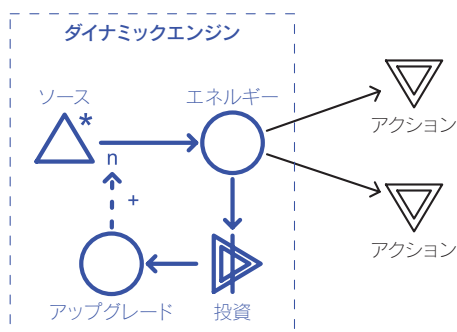 ダイナミックエンジン
ソース
エネルギー
*
n
アクション
+
アップグレード
投資
アクション